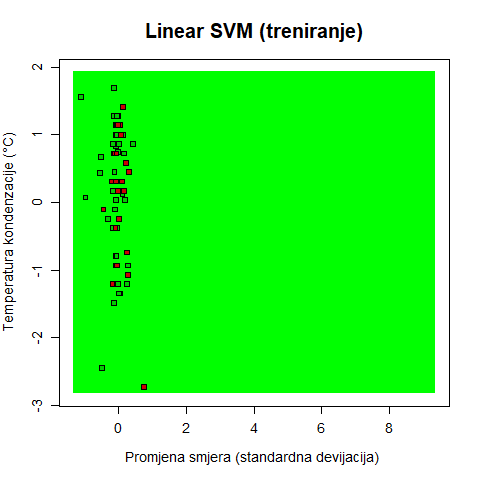 Linear SVM (treniranje)
Temperatura kondenzacije (°C)
2
1
0
-1
-2
-3
0 2 4 6 8
Promjena smjera (standardna devijacija)